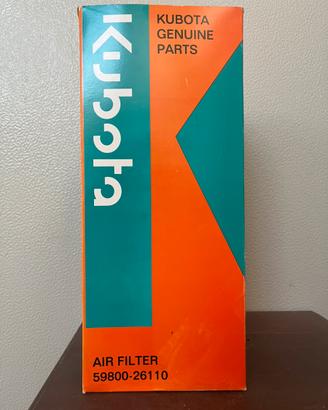 Kubota
KUBOTA
GENUINE
PARTS
AIR FILTER
59800-26110